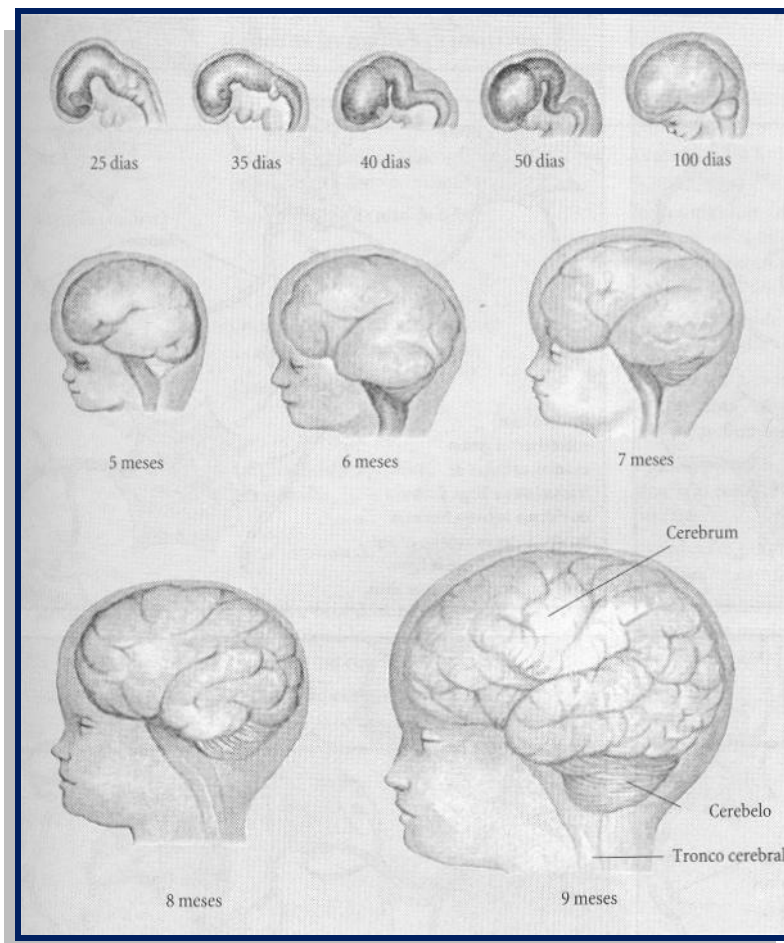 25 dias
35 dias
40 dias
50 dias
100 dias
5 meses
6 meses
7 meses
Cerebrum
Cerebelo
Tronco cerebral
8 meses
9 meses